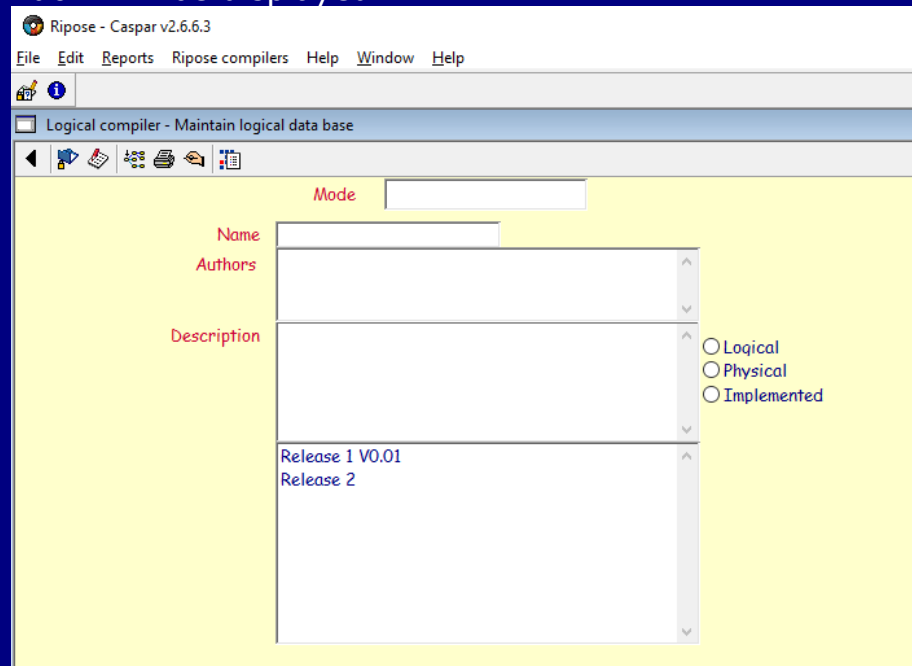 Ripose - Caspar v2.6.6.3
File Edit Reports Ripose compilers Help Window Help
Logical compiler - Maintain logical data base
Mode
Name
Authors
Description
Logical
Physical
Implemented
Release 1 V0.01
Release 2